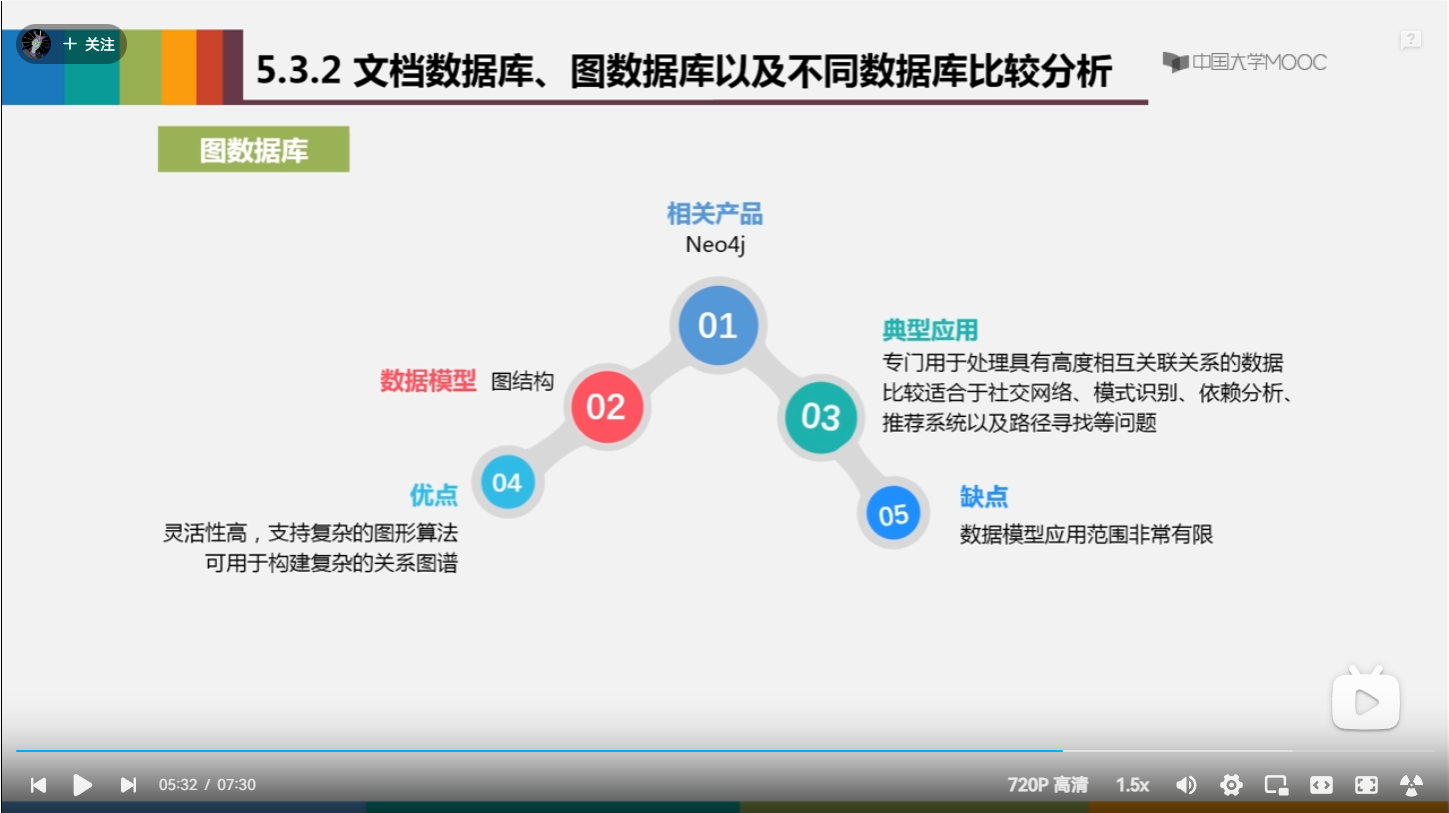 + 关注
5.3.2 文档数据库、图数据库以及不同数据库比较分析
中国大学MOOC
?
图数据库
相关产品
Neo4j
01
数据模型 图结构
02
典型应用
专门用于处理具有高度相互关联关系的数据
比较适合于社交网络、模式识别、依赖分析、
推荐系统以及路径寻找等问题
03
04
优点
灵活性高，支持复杂的图形算法
可用于构建复杂的关系图谱
05
缺点
数据模型应用范围非常有限
05:32 / 07:30
720P 高清
1.5x